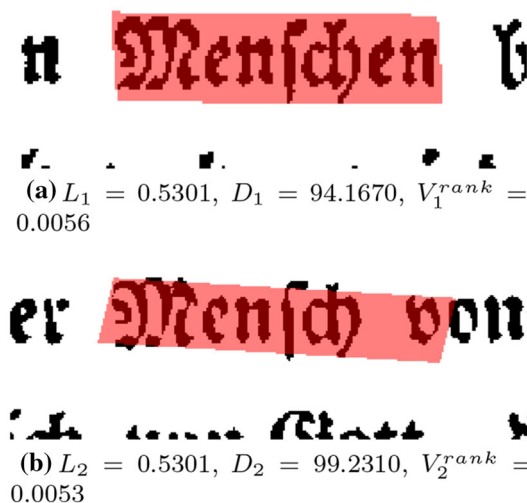 n Menſchen b
(a) L₁ = 0.5301, D₁ = 94.1670, V₁^{rank} =
0.0056
er Menſch von
(b) L₂ = 0.5301, D₂ = 99.2310, V₂^{rank} =
0.0053